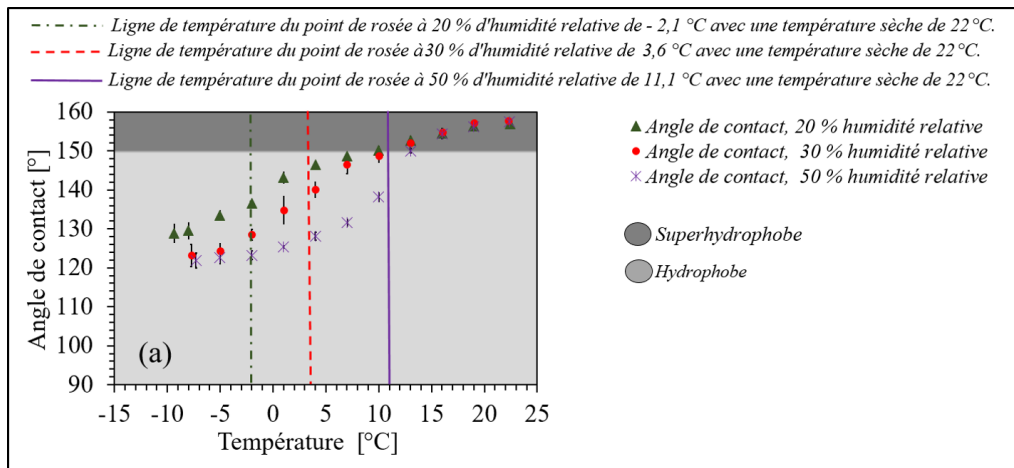 Ligne de température du point de rosée à 20 % d'humidité relative de - 2,1 °C avec une température sèche de 22°C.
Ligne de température du point de rosée à30 % d'humidité relative de 3,6 °C avec une température sèche de 22°C.
Ligne de température du point de rosée à 50 % d'humidité relative de 11,1 °C avec une température sèche de 22°C.
Angle de contact [°]
160
150
140
130
120
110
100
90
(a)
-15 -10 -5 0 5 10 15 20 25
Température [°C]
Angle de contact, 20 % humidité relative
Angle de contact, 30 % humidité relative
Angle de contact, 50 % humidité relative
Superhydrophobe
Hydrophobe